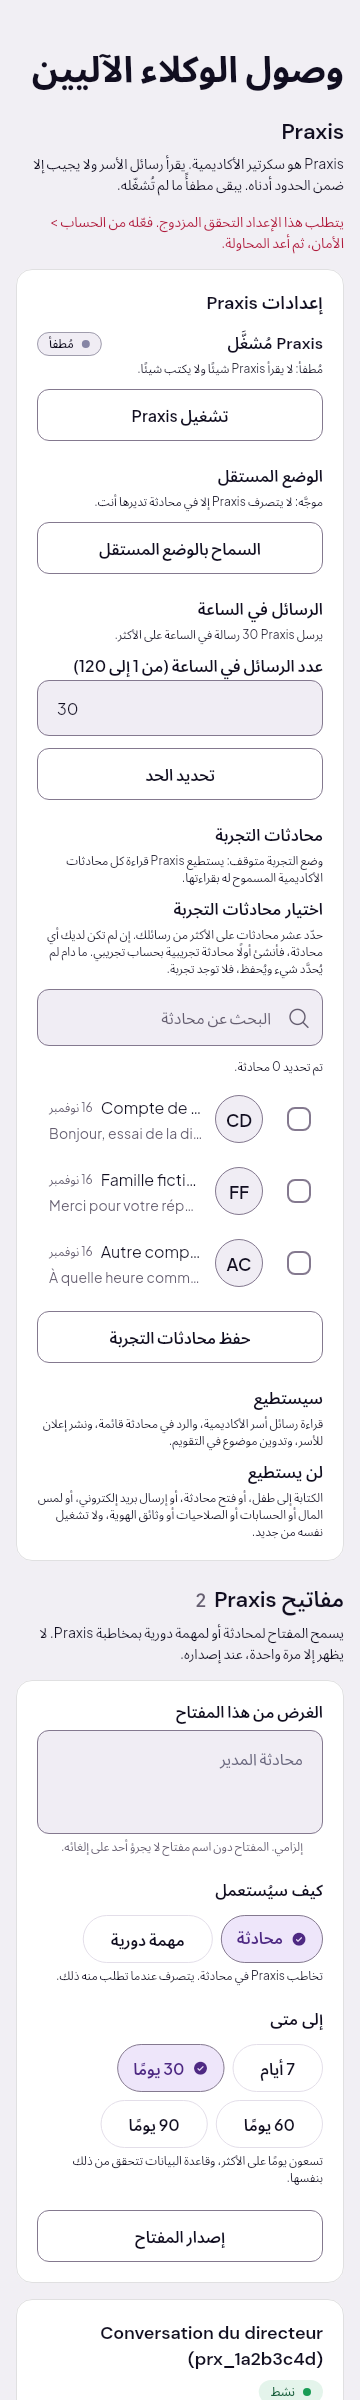 وصول الوكلاء الآليين
Praxis
Praxis هو سكرتير الأكاديمية. يقرأ رسائل الأسر ولا يجيب إلا
ضمن الحدود أدناه. يبقى مطفأً ما لم تُشغّله.
يتطلب هذا الإعداد التحقق المزدوج. فعّله من الحساب >
الأمان، ثم أعد المحاولة.
إعدادات Praxis
Praxis مُشغَّل
مُطفأ
مُطفأ: لا يقرأ Praxis شيئًا ولا يكتب شيئًا.
تشغيل Praxis
الوضع المستقل
موجَّه: لا يتصرف Praxis إلا في محادثة تديرها أنت.
السماح بالوضع المستقل
الرسائل في الساعة
يرسل Praxis 30 رسالة في الساعة على الأكثر.
عدد الرسائل في الساعة (من 1 إلى 120)
30
تحديد الحد
محادثات التجربة
وضع التجربة متوقف: يستطيع Praxis قراءة كل محادثات
الأكاديمية المسموح له بقراءتها.
اختيار محادثات التجربة
حدّد عشر محادثات على الأكثر من رسائلك. إن لم تكن لديك أي
محادثة، فأنشئ أولًا محادثة تجريبية بحساب تجريبي. ما دام لم
يُحدَّد شيء ويُحفظ، فلا توجد تجربة.
البحث عن محادثة
تم تحديد 0 محادثة.
CD
Compte de ...
16 نوفمبر
Bonjour, essai de la di...
FF
Famille ficti...
16 نوفمبر
Merci pour votre rép...
AC
Autre comp...
16 نوفمبر
À quelle heure comm...
حفظ محادثات التجربة
سيستطيع
قراءة رسائل أسر الأكاديمية، والرد في محادثة قائمة، ونشر إعلان
للأسر، وتدوين موضوع في التقويم.
لن يستطيع
الكتابة إلى طفل، أو فتح محادثة، أو إرسال بريد إلكتروني، أو لمس
المال أو الحسابات أو الصلاحيات أو وثائق الهوية، ولا تشغيل
نفسه من جديد.
مفاتيح Praxis 2
يسمح المفتاح لمحادثة أو لمهمة دورية بمخاطبة Praxis. لا
يظهر إلا مرة واحدة، عند إصداره.
الغرض من هذا المفتاح
محادثة المدير
إلزامي. المفتاح دون اسم مفتاح لا يجرؤ أحد على إلغائه.
كيف سيُستعمل
محادثة
مهمة دورية
تخاطب Praxis في محادثة. يتصرف عندما تطلب منه ذلك.
إلى متى
7 أيام
30 يومًا
60 يومًا
90 يومًا
تسعون يومًا على الأكثر، وقاعدة البيانات تتحقق من ذلك
بنفسها.
إصدار المفتاح
Conversation du directeur
(prx_1a2b3c4d)
نشط